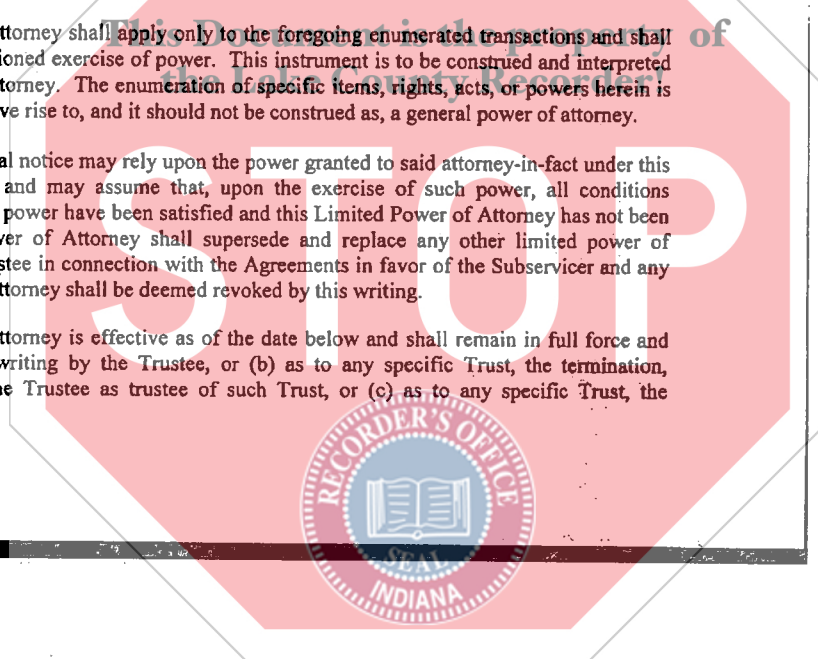 This Document is the property of
the Lake County Recorder!
ttorney shall apply only to the foregoing enumerated transactions and shall
ioned exercise of power. This instrument is to be construed and interpreted
torney. The enumeration of specific items, rights, acts, or powers herein is
ve rise to, and it should not be construed as, a general power of attorney.
al notice may rely upon the power granted to said attorney-in-fact under this
and may assume that, upon the exercise of such power, all conditions
power have been satisfied and this Limited Power of Attorney has not been
ver of Attorney shall supersede and replace any other limited power of
stee in connection with the Agreements in favor of the Subservicer and any
ttorney shall be deemed revoked by this writing.
ttorney is effective as of the date below and shall remain in full force and
writing by the Trustee, or (b) as to any specific Trust, the termination,
e Trustee as trustee of such Trust, or (c) as to any specific Trust, the
STOP
RECORDER'S OFFICE
SEAL
INDIANA